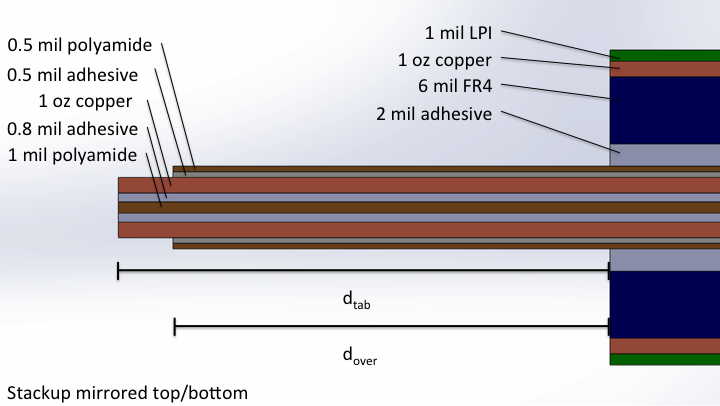 0.5 mil polyamide
0.5 mil adhesive
1 oz copper
0.8 mil adhesive
1 mil polyamide
1 mil LPI
1 oz copper
6 mil FR4
2 mil adhesive
dtab
dover
Stackup mirrored top/bottom